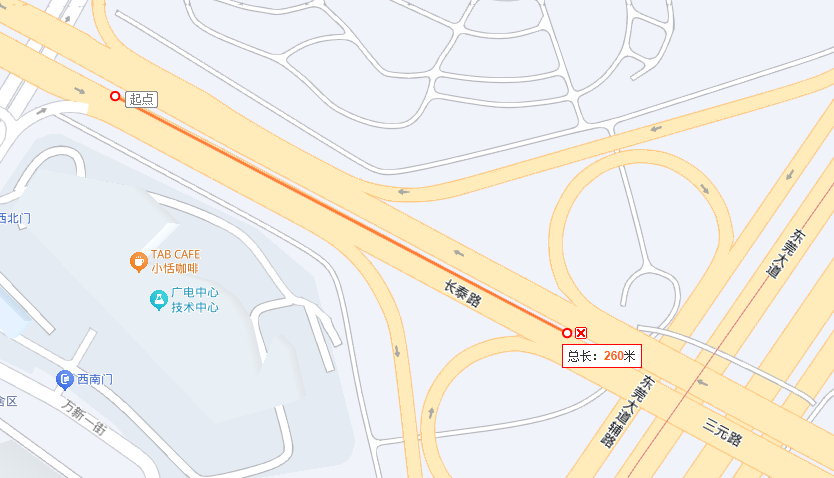 起点
西北门
TAB CAFE
小恬咖啡
广电中心
技术中心
长泰路
东莞大道
总长：260米
西南门
舍区
万新一街
东莞大道辅路
三元路